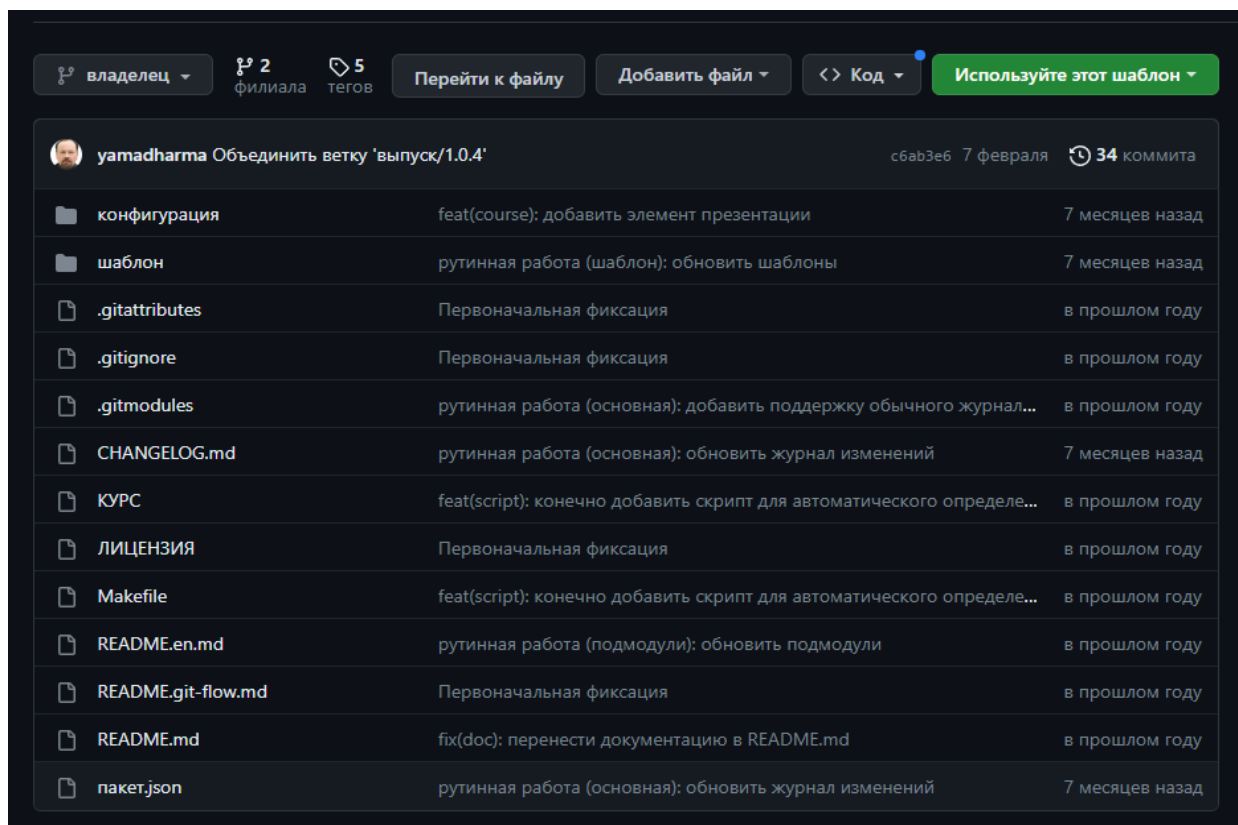 владелец 2 филиала 5 тегов Перейти к файлу Добавить файл <> Код Используйте этот шаблон
yamadharma Объединить ветку 'выпуск/1.0.4' c6ab3e6 7 февраля 34 коммита
конфигурация feat(course): добавить элемент презентации 7 месяцев назад
шаблон рутинная работа (шаблон): обновить шаблоны 7 месяцев назад
.gitattributes Первоначальная фиксация в прошлом году
.gitignore Первоначальная фиксация в прошлом году
.gitmodules рутинная работа (основная): добавить поддержку обычного журнал... в прошлом году
CHANGELOG.md рутинная работа (основная): обновить журнал изменений 7 месяцев назад
КУРС feat(script): конечно добавить скрипт для автоматического определе... в прошлом году
ЛИЦЕНЗИЯ Первоначальная фиксация в прошлом году
Makefile feat(script): конечно добавить скрипт для автоматического определе... в прошлом году
README.en.md рутинная работа (подмодули): обновить подмодули в прошлом году
README.git-flow.md Первоначальная фиксация в прошлом году
README.md fix(doc): перенести документацию в README.md в прошлом году
пакет.json рутинная работа (основная): обновить журнал изменений 7 месяцев назад